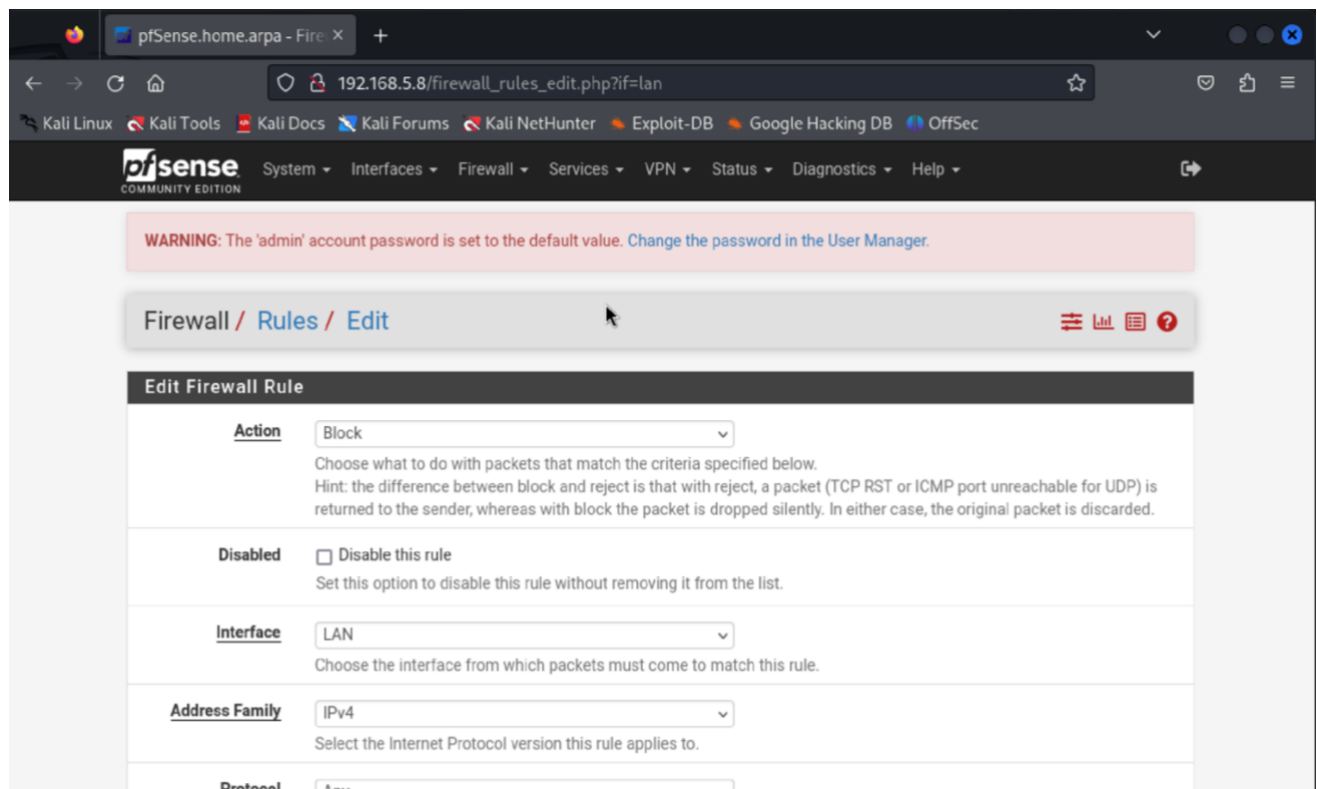 pfSense.home.arpa - Fire
192.168.5.8/firewall_rules_edit.php?if=lan
Kali Linux Kali Tools Kali Docs Kali Forums Kali NetHunter Exploit-DB Google Hacking DB OffSec
pfsense System Interfaces Firewall Services VPN Status Diagnostics Help
COMMUNITY EDITION
WARNING: The 'admin' account password is set to the default value. Change the password in the User Manager.
Firewall / Rules / Edit
Edit Firewall Rule
Action Block
Choose what to do with packets that match the criteria specified below.
Hint: the difference between block and reject is that with reject, a packet (TCP RST or ICMP port unreachable for UDP) is
returned to the sender, whereas with block the packet is dropped silently. In either case, the original packet is discarded.
Disabled Disable this rule
Set this option to disable this rule without removing it from the list.
Interface LAN
Choose the interface from which packets must come to match this rule.
Address Family IPv4
Select the Internet Protocol version this rule applies to.
Protocol Any